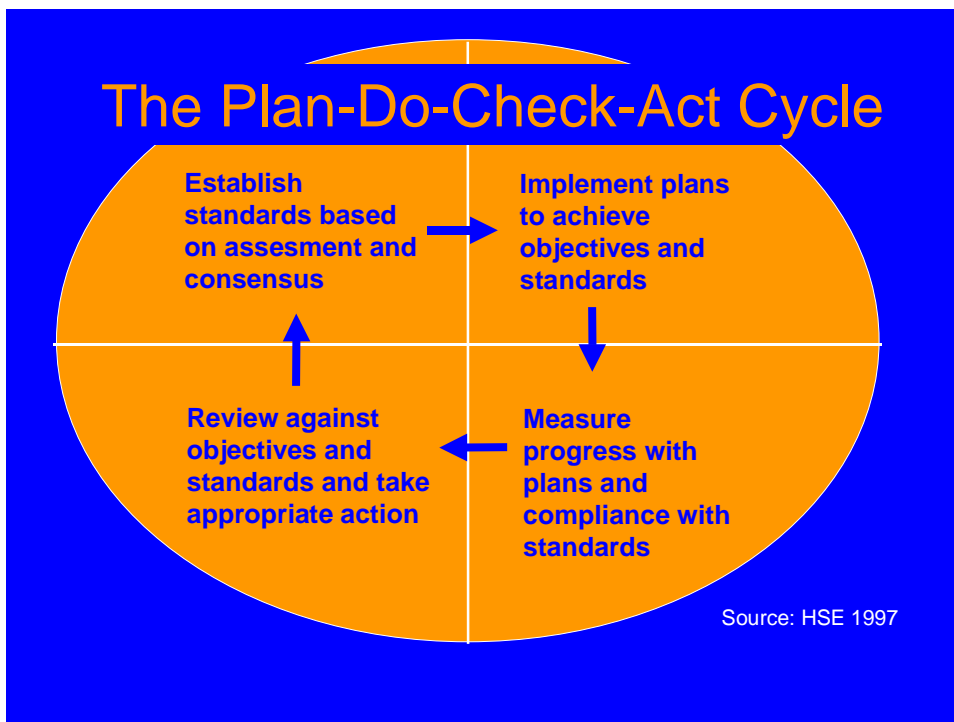 The Plan-Do-Check-Act Cycle
Establish
standards based
on assesment and
consensus
Implement plans
to achieve
objectives and
standards
Review against
objectives and
standards and take
appropriate action
Measure
progress with
plans and
compliance with
standards
Source: HSE 1997